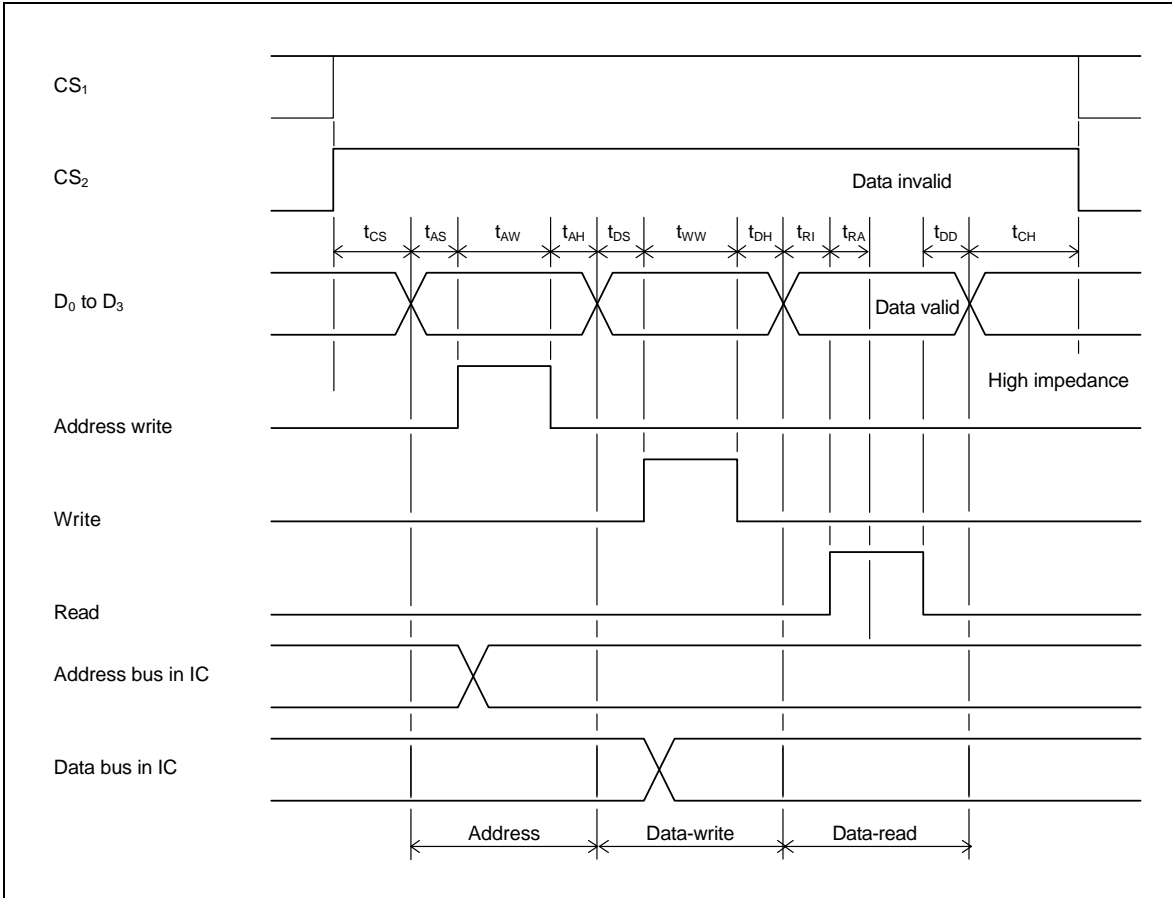 CS₁
CS₂
Data invalid
tCS tAS tAW tAH tDS tWW tDH tRI tRA tDD tCH
D₀ to D₃
Data valid
High impedance
Address write
Write
Read
Address bus in IC
Data bus in IC
Address Data-write Data-read